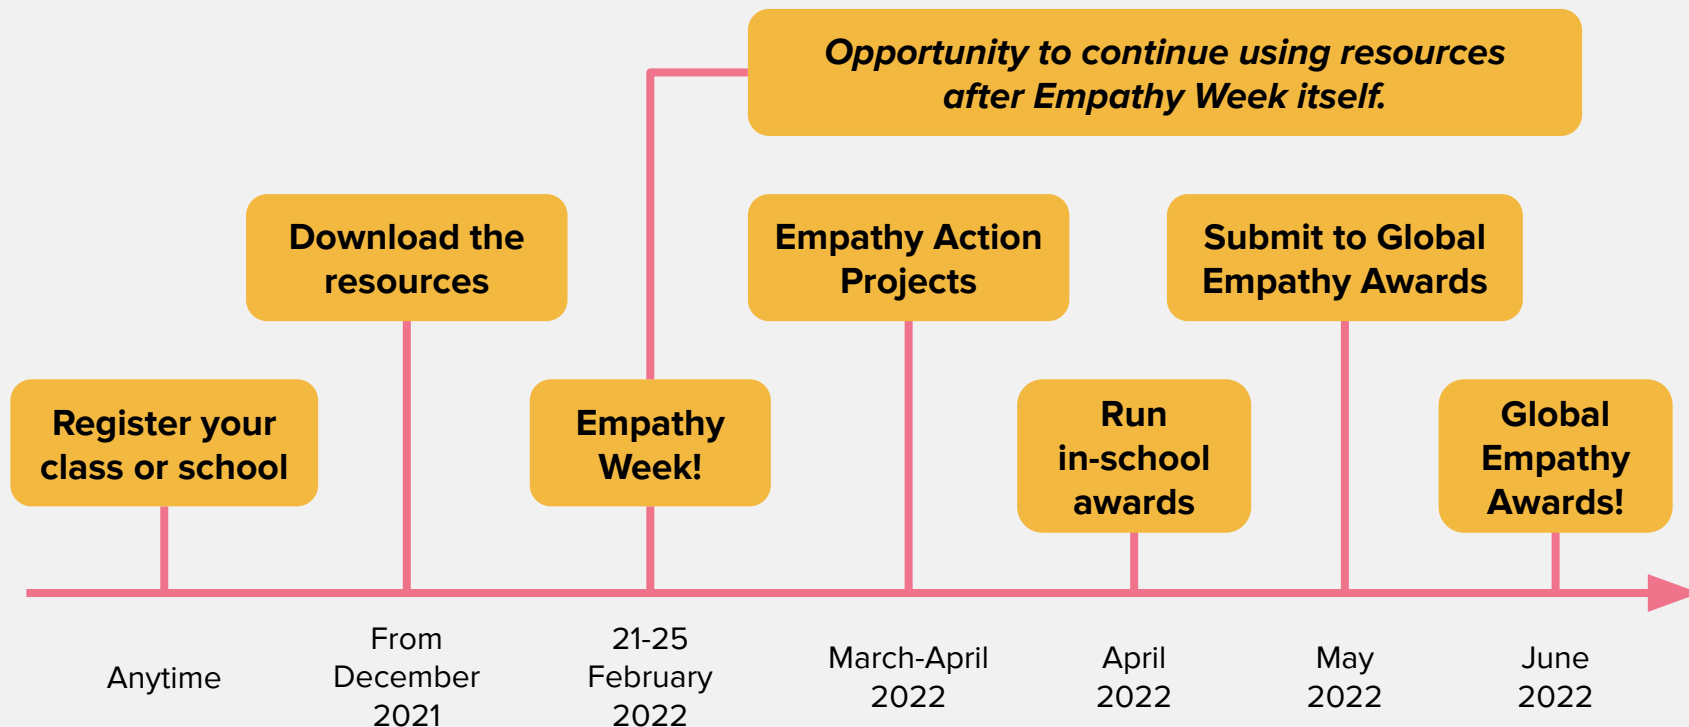 Opportunity to continue using resources
after Empathy Week itself.
Download the
resources
Empathy Action
Projects
Submit to Global
Empathy Awards
Register your
class or school
Empathy
Week!
Run
in-school
awards
Global
Empathy
Awards!
Anytime
From
December
2021
21-25
February
2022
March-April
2022
April
2022
May
2022
June
2022